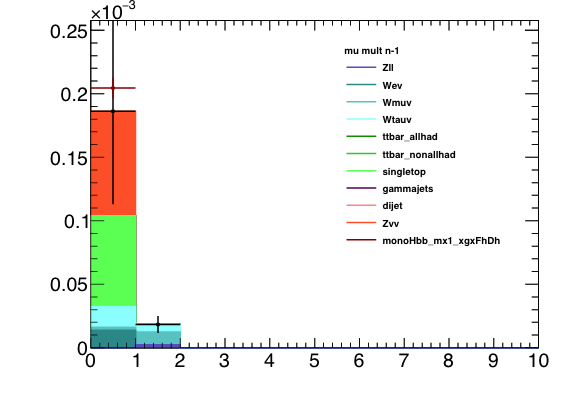 ×10⁻³
0.25
0.2
0.15
0.1
0.05
0
0 1 2 3 4 5 6 7 8 9 10
mu mult n-1
Zll
Wev
Wmuv
Wtauv
ttbar_allhad
ttbar_nonallhad
singletop
gammajets
dijet
Zvv
monoHbb_mx1_xgxFhDh